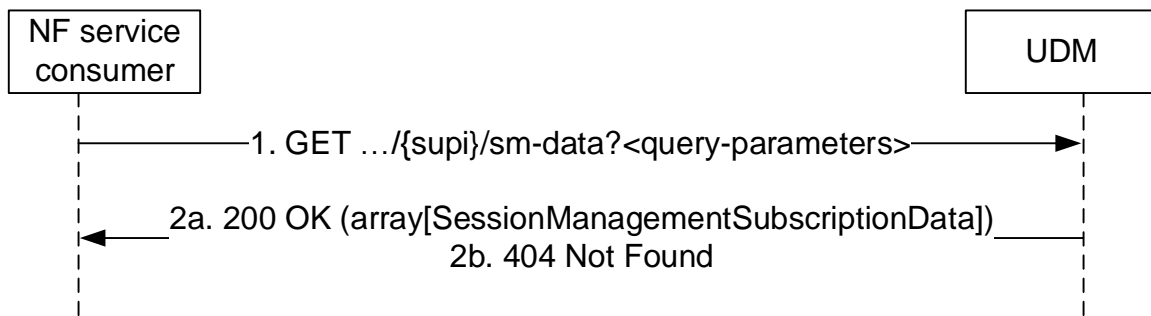 NF service
consumer
UDM
1. GET …/{supi}/sm-data?<query-parameters>
2a. 200 OK (array[SessionManagementSubscriptionData])
2b. 404 Not Found